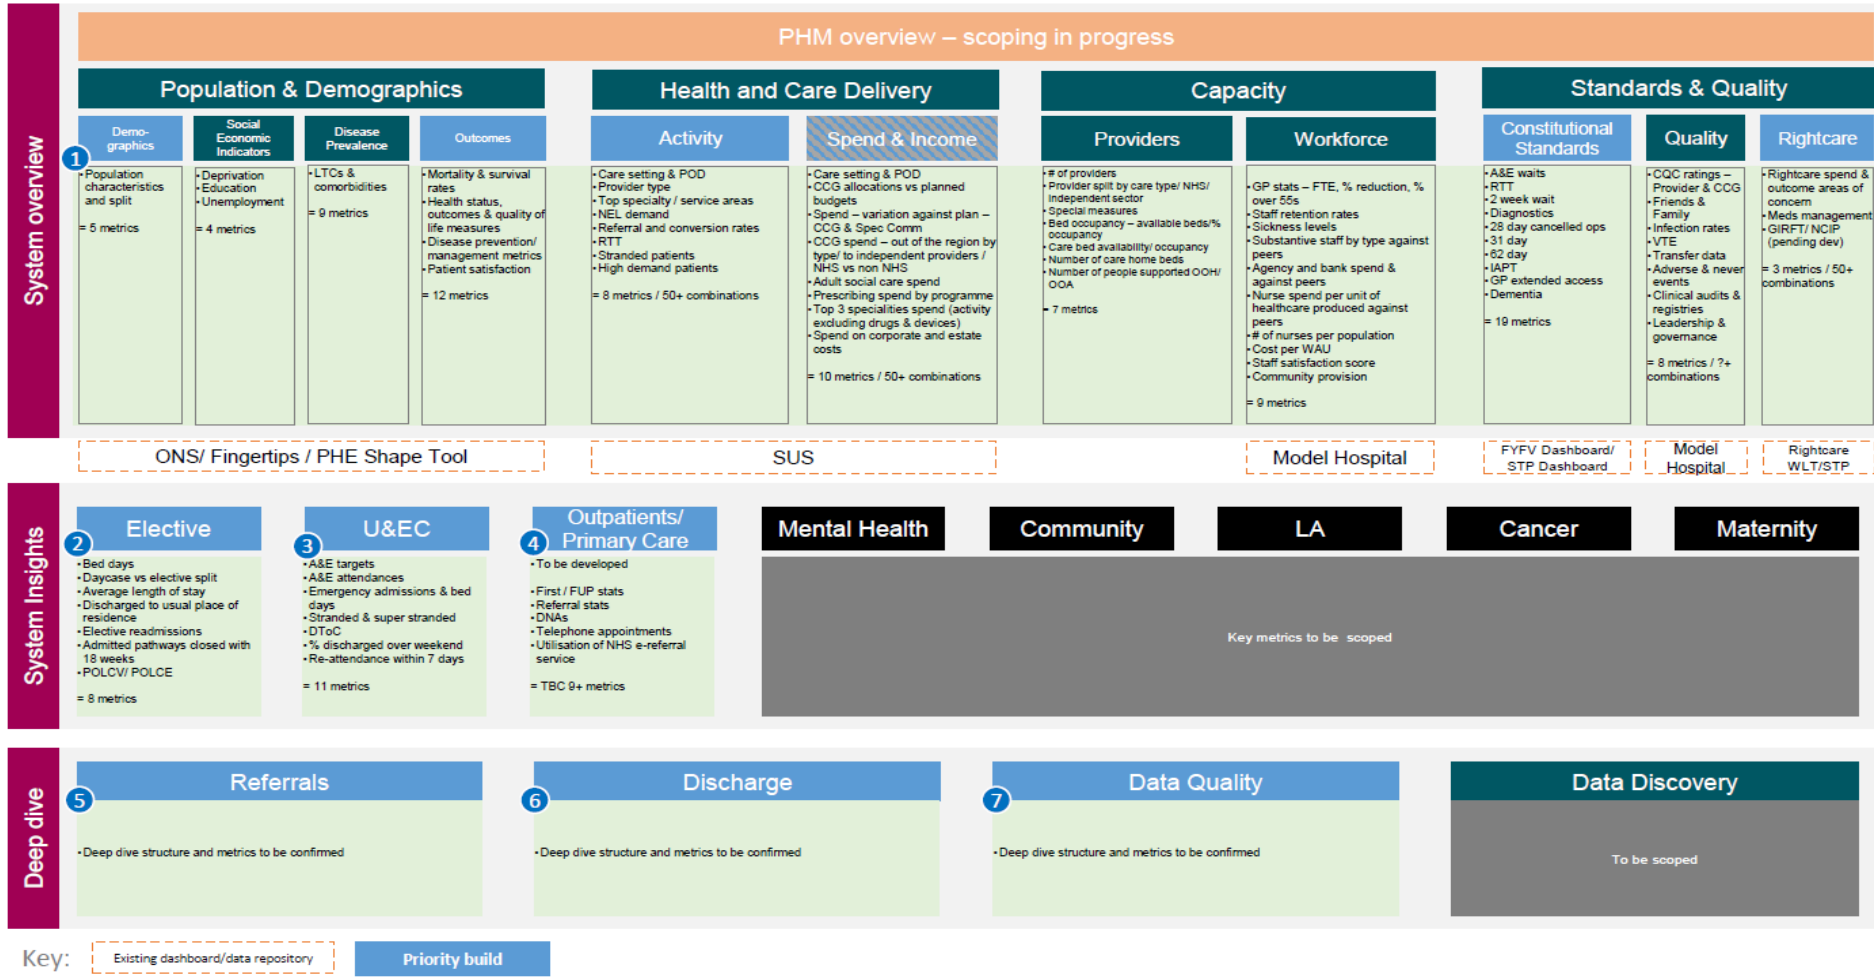 PHM overview – scoping in progress
System overview
Population & Demographics
Health and Care Delivery
Capacity
Standards & Quality
1
Demo-
graphics
Social
Economic
Indicators
Disease
Prevalence
Outcomes
Activity
Spend & Income
Providers
Workforce
Constitutional
Standards
Quality
Rightcare
•Population
characteristics
and split
= 5 metrics
•Deprivation
•Education
•Unemployment
= 4 metrics
•LTCs &
comorbidities
= 9 metrics
•Mortality & survival
rates
•Health status,
outcomes & quality of
life measures
•Disease prevention/
management metrics
•Patient satisfaction
= 12 metrics
•Care setting & POD
•Provider type
•Top specialty / service areas
•NEL demand
•Referral and conversion rates
•RTT
•Stranded patients
•High demand patients
= 8 metrics / 50+ combinations
•Care setting & POD
•CCG allocations vs planned
budgets
•Spend – variation against plan –
CCG & Spec Comm
•CCG spend – out of the region by
type/ to independent providers /
NHS vs non NHS
•Adult social care spend
•Prescribing spend by programme
•Top 3 specialities spend (activity
excluding drugs & devices)
•Spend on corporate and estate
costs
= 10 metrics / 50+ combinations
•# of providers
•Provider split by care type/ NHS/
Independent sector
•Special measures
•Bed occupancy – available beds/%
occupancy
•Care bed availability/ occupancy
•Number of care home beds
•Number of people supported OOH/
OOA
= 7 metrics
•GP stats – FTE, % reduction, %
over 55s
•Staff retention rates
•Sickness levels
•Substantive staff by type against
peers
•Agency and bank spend &
against peers
•Nurse spend per unit of
healthcare produced against
peers
•# of nurses per population
•Cost per WAU
•Staff satisfaction score
•Community provision
= 9 metrics
•A&E waits
•RTT
•2 week wait
•Diagnostics
•28 day cancelled ops
•31 day
•62 day
•IAPT
•GP extended access
•Dementia
= 19 metrics
•CQC ratings –
Provider & CCG
•Friends &
Family
•Infection rates
•VTE
•Transfer data
•Adverse & never
events
•Clinical audits &
registries
•Leadership &
governance
= 8 metrics / ?+
combinations
•Rightcare spend &
outcome areas of
concern
•Meds management
•GIRFT/ NCIP
(pending dev)
= 3 metrics / 50+
combinations
ONS/ Fingertips / PHE Shape Tool
SUS
Model Hospital
FYFV Dashboard/
STP Dashboard
Model
Hospital
Rightcare
WLT/STP
System Insights
2
Elective
•Bed days
•Daycase vs elective split
•Average length of stay
•Discharged to usual place of
residence
•Elective readmissions
•Admitted pathways closed with
18 weeks
•POLCV/ POLCE
= 8 metrics
3
U&EC
•A&E targets
•A&E attendances
•Emergency admissions & bed
days
•Stranded & super stranded
•DToC
•% discharged over weekend
•Re-attendance within 7 days
= 11 metrics
4
Outpatients/
Primary Care
•To be developed
•First / FUP stats
•Referral stats
•DNAs
•Telephone appointments
•Utilisation of NHS e-referral
service
= TBC 9+ metrics
Mental Health
Community
LA
Cancer
Maternity
Key metrics to be scoped
Deep dive
5
Referrals
•Deep dive structure and metrics to be confirmed
6
Discharge
•Deep dive structure and metrics to be confirmed
7
Data Quality
•Deep dive structure and metrics to be confirmed
Data Discovery
To be scoped
Key:
Existing dashboard/data repository
Priority build